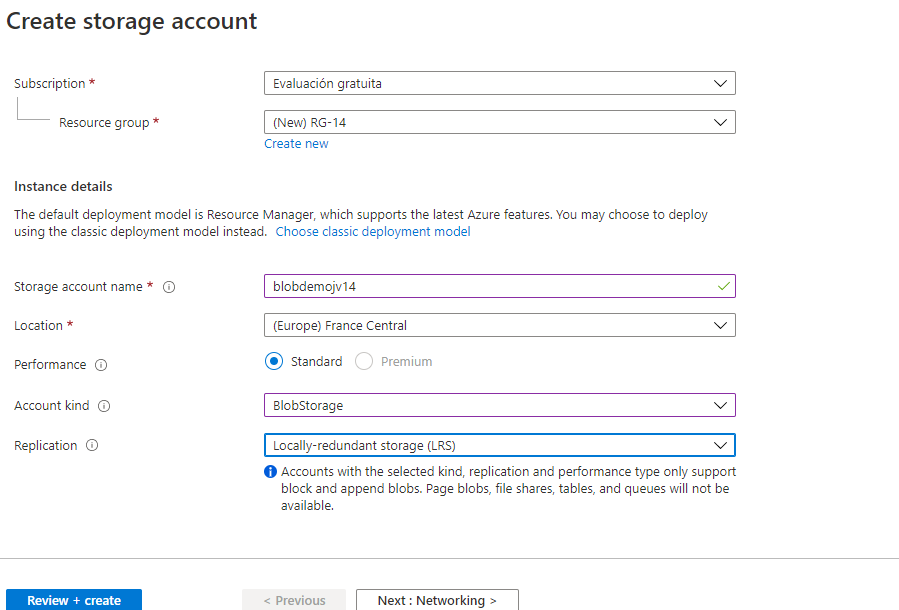 Create storage account
Subscription *
Evaluación gratuita
Resource group *
(New) RG-14
Create new
Instance details
The default deployment model is Resource Manager, which supports the latest Azure features. You may choose to deploy
using the classic deployment model instead. Choose classic deployment model
Storage account name *
blobdemojv14
Location *
(Europe) France Central
Performance
Standard Premium
Account kind
BlobStorage
Replication
Locally-redundant storage (LRS)
Accounts with the selected kind, replication and performance type only support
block and append blobs. Page blobs, file shares, tables, and queues will not be
available.
Review + create
< Previous
Next : Networking >